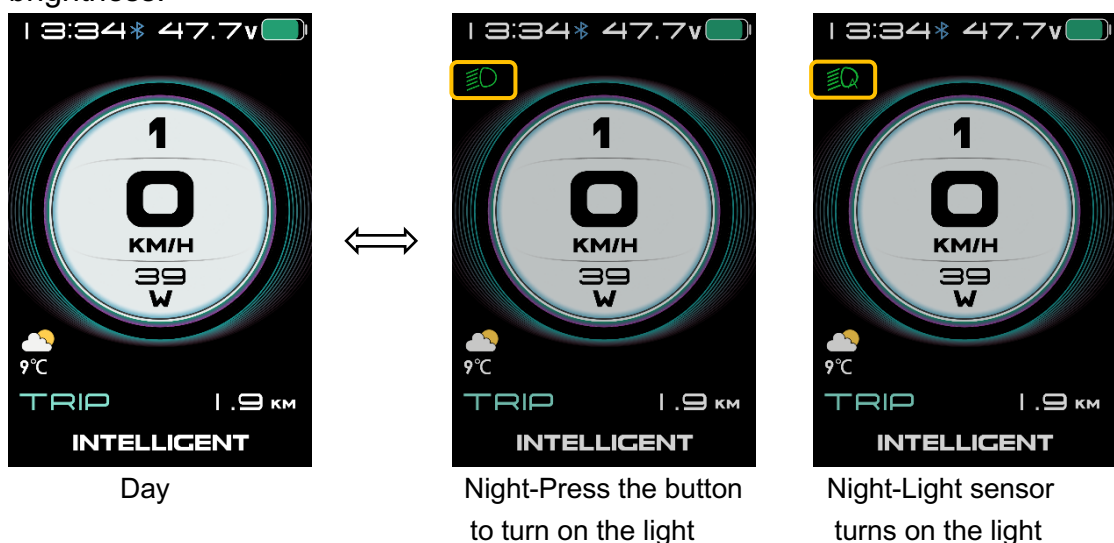 brightness.
13:34 47.7V
1
0
KM/H
39
W
9°C
TRIP 1.9 KM
INTELLIGENT
Day
13:34 47.7V
1
0
KM/H
39
W
9°C
TRIP 1.9 KM
INTELLIGENT
Night-Press the button
to turn on the light
13:34 47.7V
A
1
0
KM/H
39
W
9°C
TRIP 1.9 KM
INTELLIGENT
Night-Light sensor
turns on the light